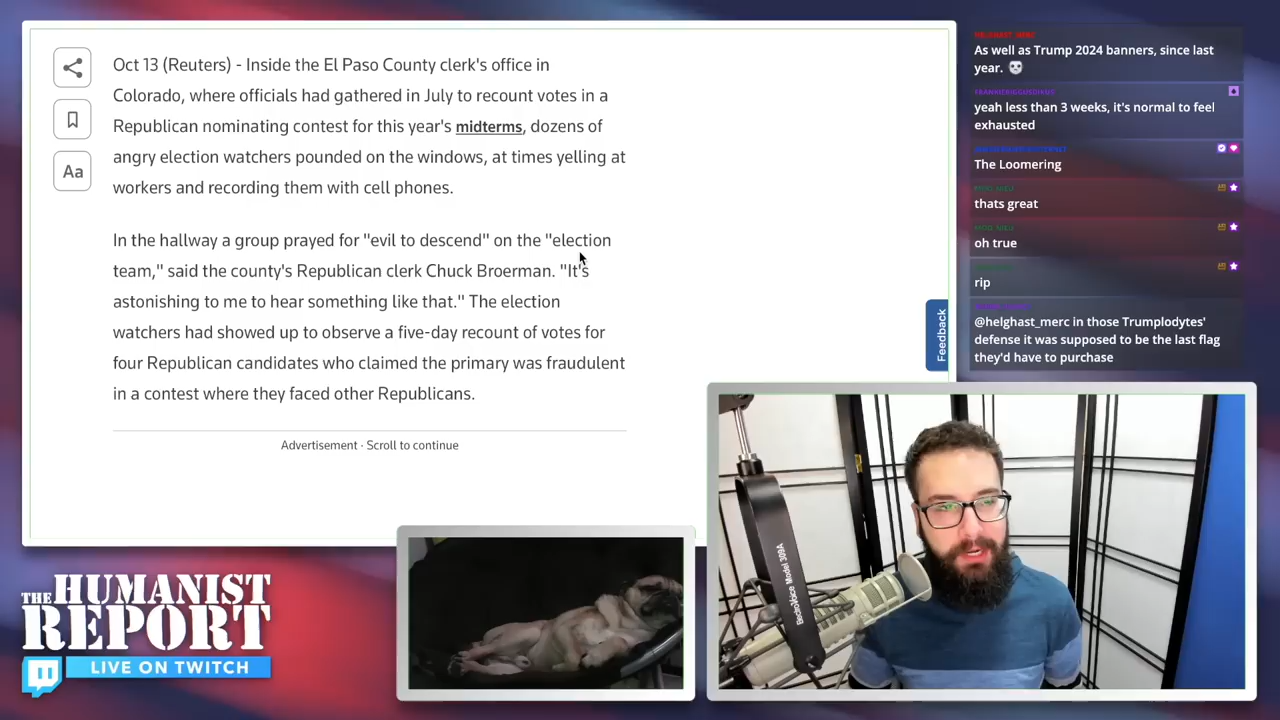 Oct 13 (Reuters) - Inside the El Paso County clerk's office in
Colorado, where officials had gathered in July to recount votes in a
Republican nominating contest for this year's midterms, dozens of
angry election watchers pounded on the windows, at times yelling at
workers and recording them with cell phones.
In the hallway a group prayed for "evil to descend" on the "election
team," said the county's Republican clerk Chuck Broerman. "It's
astonishing to me to hear something like that." The election
watchers had showed up to observe a five-day recount of votes for
four Republican candidates who claimed the primary was fraudulent
in a contest where they faced other Republicans.
Advertisement · Scroll to continue
Aa
Feedback
As well as Trump 2024 banners, since last
year.
yeah less than 3 weeks, it's normal to feel
exhausted
The Loomering
thats great
oh true
rip
@helghast_merc in those Trumplodytes'
defense it was supposed to be the last flag
they'd have to purchase
THE HUMANIST
REPORT
LIVE ON TWITCH
ElectroVoice Model 309A